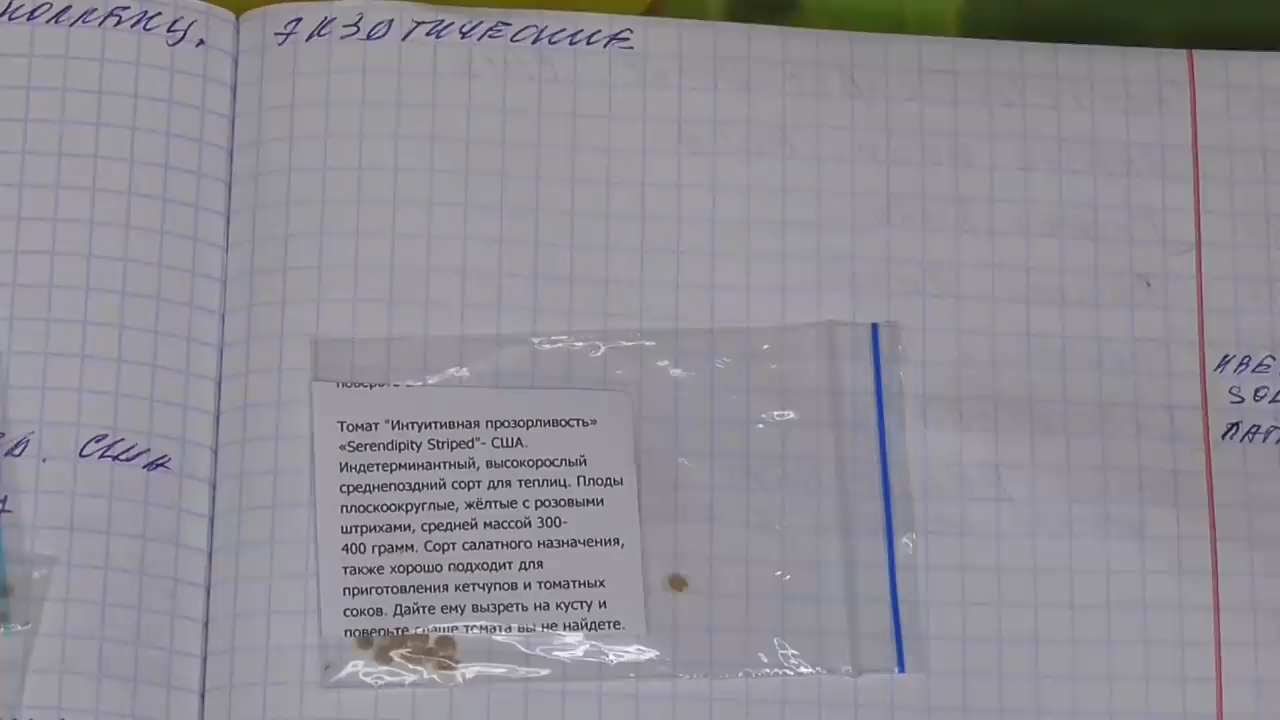 коллекц.
экзотические
США
Томат "Интуитивная прозорливость»
«Serendipity Striped"- США.
Индетерминантный, высокорослый
среднепоздний сорт для теплиц. Плоды
плоскоокруглые, жёлтые с розовыми
штрихами, средней массой 300-
400 грамм. Сорт салатного назначения,
также хорошо подходит для
приготовления кетчупов и томатных
соков. Дайте ему вызреть на кусту и
поверьте слаще томата вы не найдете.